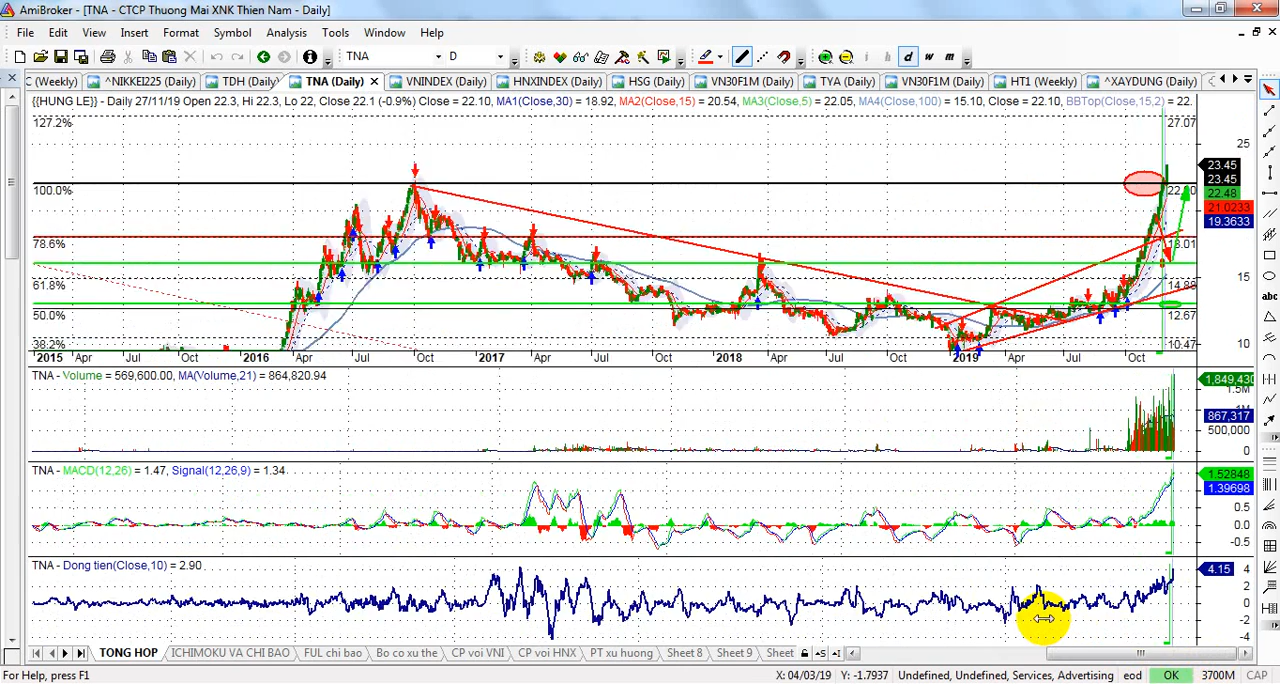 AmiBroker - [TNA - CTCP Thuong Mai XNK Thien Nam - Daily]
File Edit View Insert Format Symbol Analysis Tools Window Help
TNA D i h d w m
C (Weekly) ^NIKKEI225 (Daily) TDH (Daily) TNA (Daily) VNINDEX (Daily) HNXINDEX (Daily) HSG (Daily) VN30F1M (Daily) TYA (Daily) VN30F1M (Daily) HT1 (Weekly) ^XAYDUNG (Daily)
{{HUNG LE}} - Daily 27/11/19 Open 22.3, Hi 22.3, Lo 22, Close 22.1 (-0.9%) Close = 22.10, MA1(Close,30) = 18.92, MA2(Close,15) = 20.54, MA3(Close,5) = 22.05, MA4(Close,100) = 15.10, Close = 22.10, BBTop(Close,15,2) = 22.
127.2% 27.07
25
23.45
23.45
100.0%
22.48
21.0233
19.3633
78.6% 18.01
15
61.8%
50.0% 12.67
38.2% 10.47 10
2015 Apr Jul Oct Apr Jul Oct 2017 Apr Jul Oct 2018 Apr Jul Oct 2019 Apr Jul Oct
TNA - Volume = 569,600.00, MA(Volume,21) = 864,820.94
1,849,430
867,317
500,000
0
TNA - MACD(12,26) = 1.47, Signal(12,26,9) = 1.34
1.52848
1.39698
0.5
0.0
-0.5
TNA - Dong tien(Close,10) = 2.90
4.15 4
2
0
-2
-4
TONG HOP ICHIMOKU VA CHI BAO FUL chi bao Bo co xu the CP voi VNI CP voi HNX PT xu huong Sheet 8 Sheet 9 Sheet
For Help, press F1 X: 04/03/19 Y: -1.7937 Undefined, Undefined, Services, Advertising eod OK 3700M CAP
abc